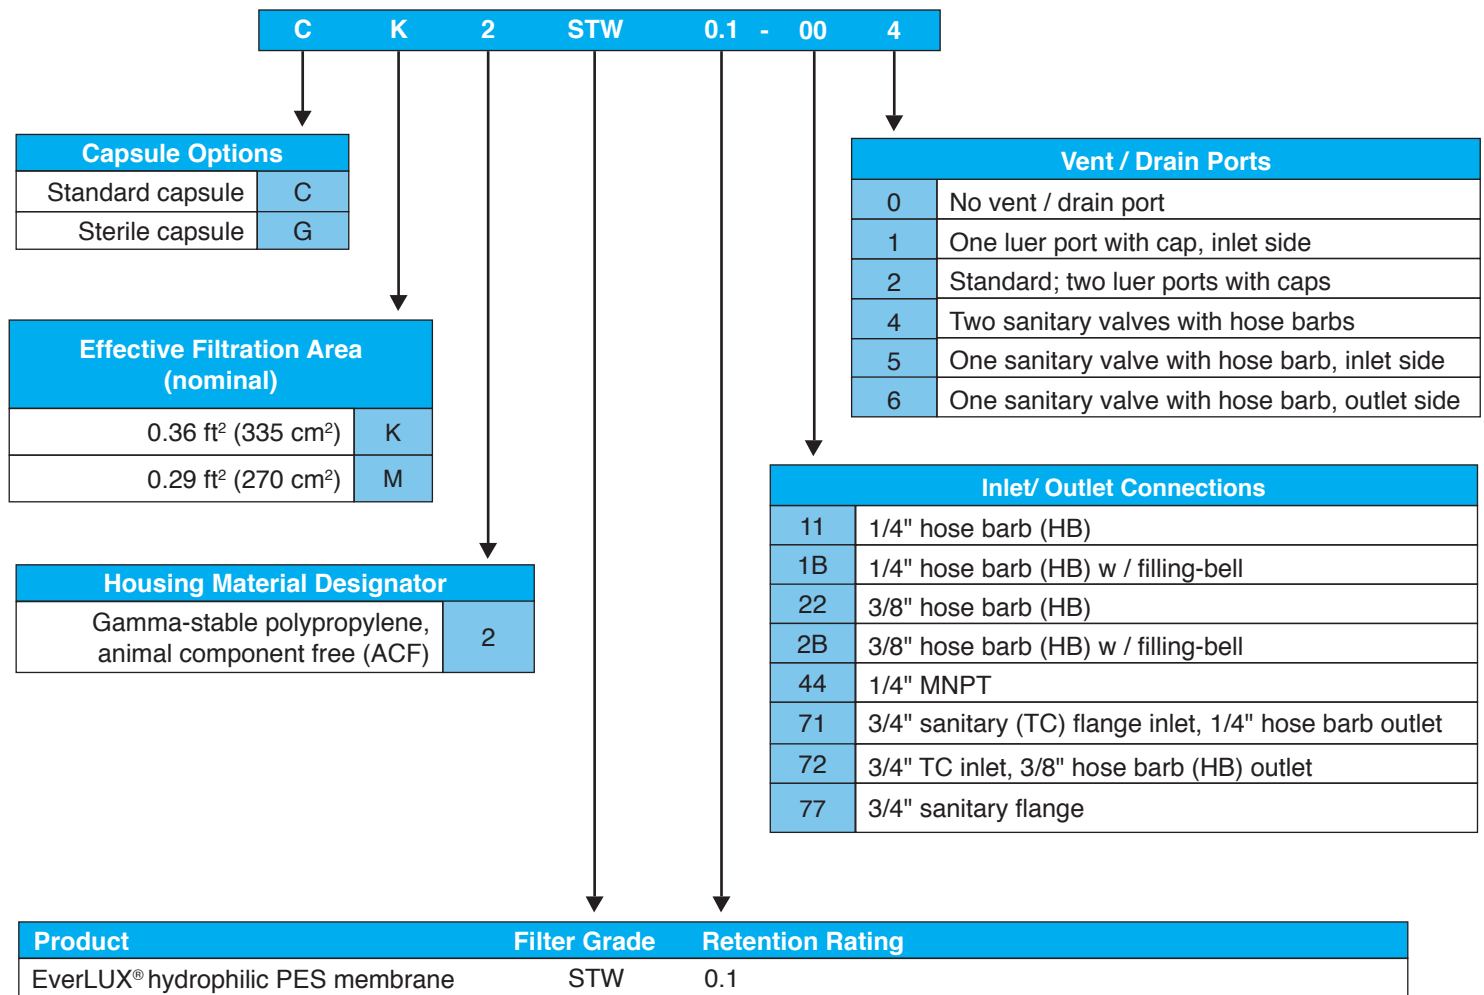 C K 2 STW 0.1 - 00 4
Capsule Options
Standard capsule C
Sterile capsule G
Effective Filtration Area
(nominal)
0.36 ft² (335 cm²) K
0.29 ft² (270 cm²) M
Housing Material Designator
Gamma-stable polypropylene,
animal component free (ACF) 2
Vent / Drain Ports
0 No vent / drain port
1 One luer port with cap, inlet side
2 Standard; two luer ports with caps
4 Two sanitary valves with hose barbs
5 One sanitary valve with hose barb, inlet side
6 One sanitary valve with hose barb, outlet side
Inlet/ Outlet Connections
11 1/4" hose barb (HB)
1B 1/4" hose barb (HB) w / filling-bell
22 3/8" hose barb (HB)
2B 3/8" hose barb (HB) w / filling-bell
44 1/4" MNPT
71 3/4" sanitary (TC) flange inlet, 1/4" hose barb outlet
72 3/4" TC inlet, 3/8" hose barb (HB) outlet
77 3/4" sanitary flange
Product Filter Grade Retention Rating
EverLUX® hydrophilic PES membrane STW 0.1